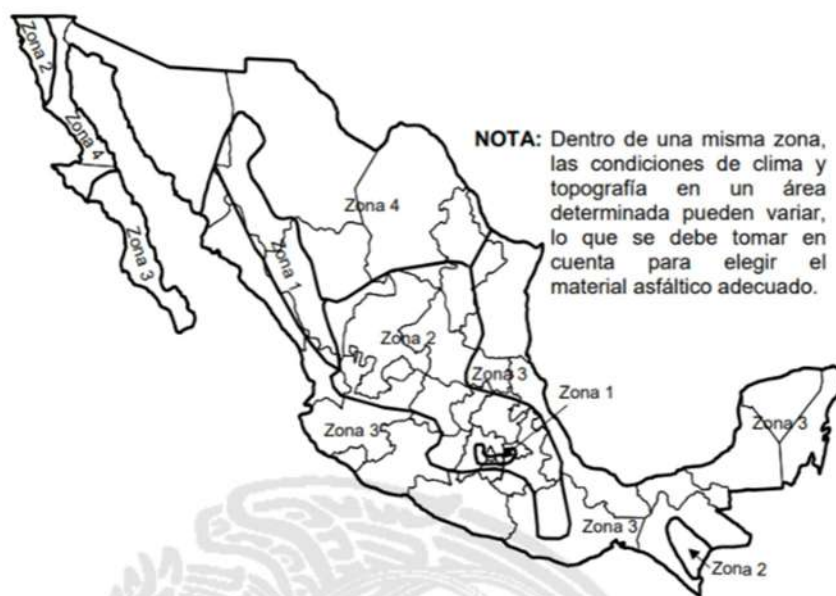 Zona 2
Zona 4
Zona 3
Zona 1
NOTA: Dentro de una misma zona,
las condiciones de clima y
topografía en un área
determinada pueden variar,
lo que se debe tomar en
cuenta para elegir el
material asfáltico adecuado.
Zona 4
Zona 2
Zona 3
Zona 1
Zona 3
Zona 3
Zona 3
Zona 2